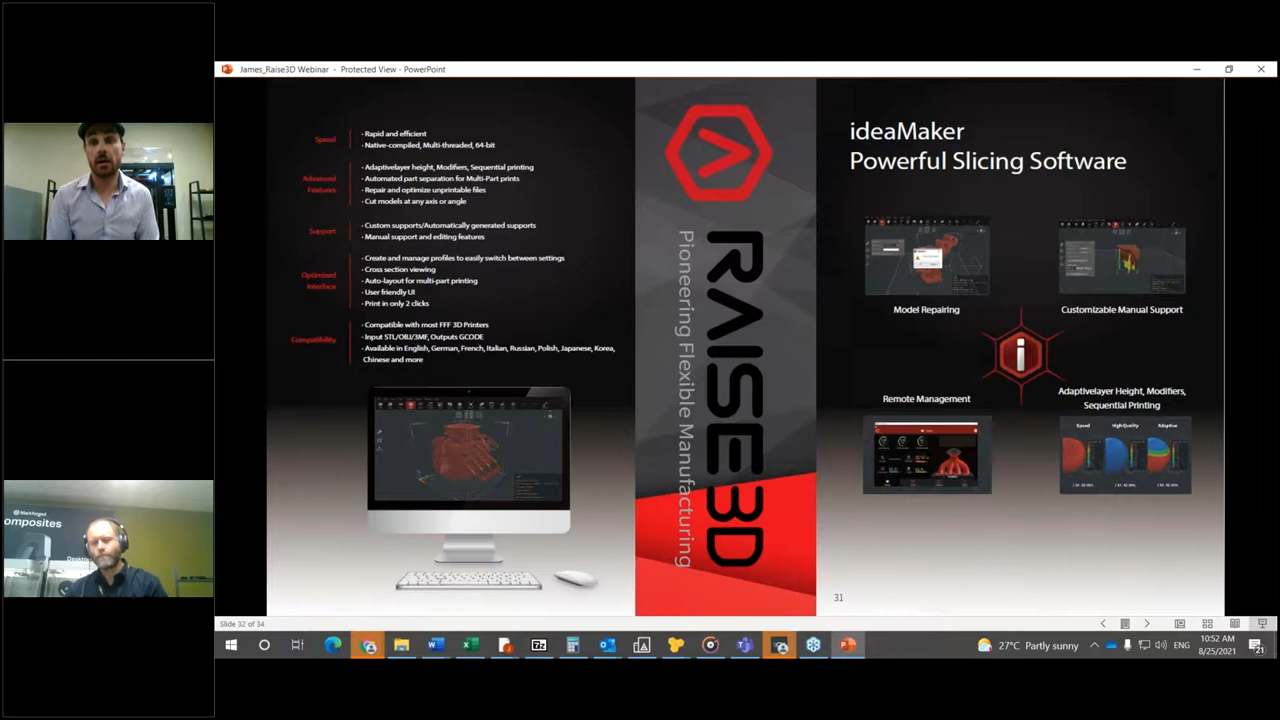 James_Raise3D Webinar - Protected View - PowerPoint
Speed
· Rapid and efficient
· Native-compiled, Multi-threaded, 64-bit
Advanced
Features
· Adaptivelayer height, Modifiers, Sequential printing
· Automated part separation for Multi-Part prints
· Repair and optimize unprintable files
· Cut models at any axis or angle
Support
· Custom supports/Automatically generated supports
· Manual support and editing features
Optimized
Interface
· Create and manage profiles to easily switch between settings
· Cross section viewing
· Auto-layout for multi-part printing
· User friendly UI
· Print in only 2 clicks
Compatibility
· Compatible with most FFF 3D Printers
· Input STL/OBJ/3MF, Outputs GCODE
· Available in English, German, French, Italian, Russian, Polish, Japanese, Korea,
Chinese and more
RAISE3D
Pioneering Flexible Manufacturing
ideaMaker
Powerful Slicing Software
Model Repairing
Customizable Manual Support
i
Remote Management
Adaptivelayer Height, Modifiers,
Sequential Printing
Speed
High Quality
Adaptive
31
Markforged
omposites
Desktop
Slide 32 of 34
27°C Partly sunny
ENG
10:52 AM
8/25/2021
21